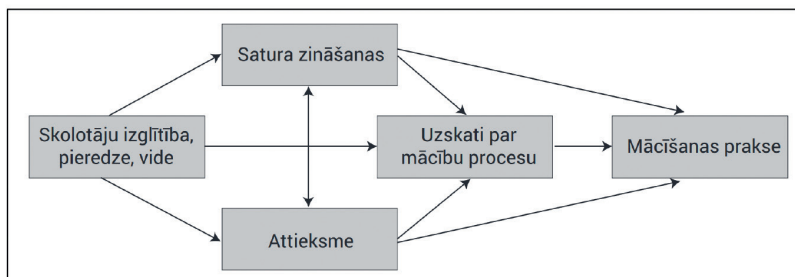 Satura zināšanas
Skolotāju izglītība,
pieredze, vide
Uzskati par
mācību procesu
Mācīšanas prakse
Attieksme